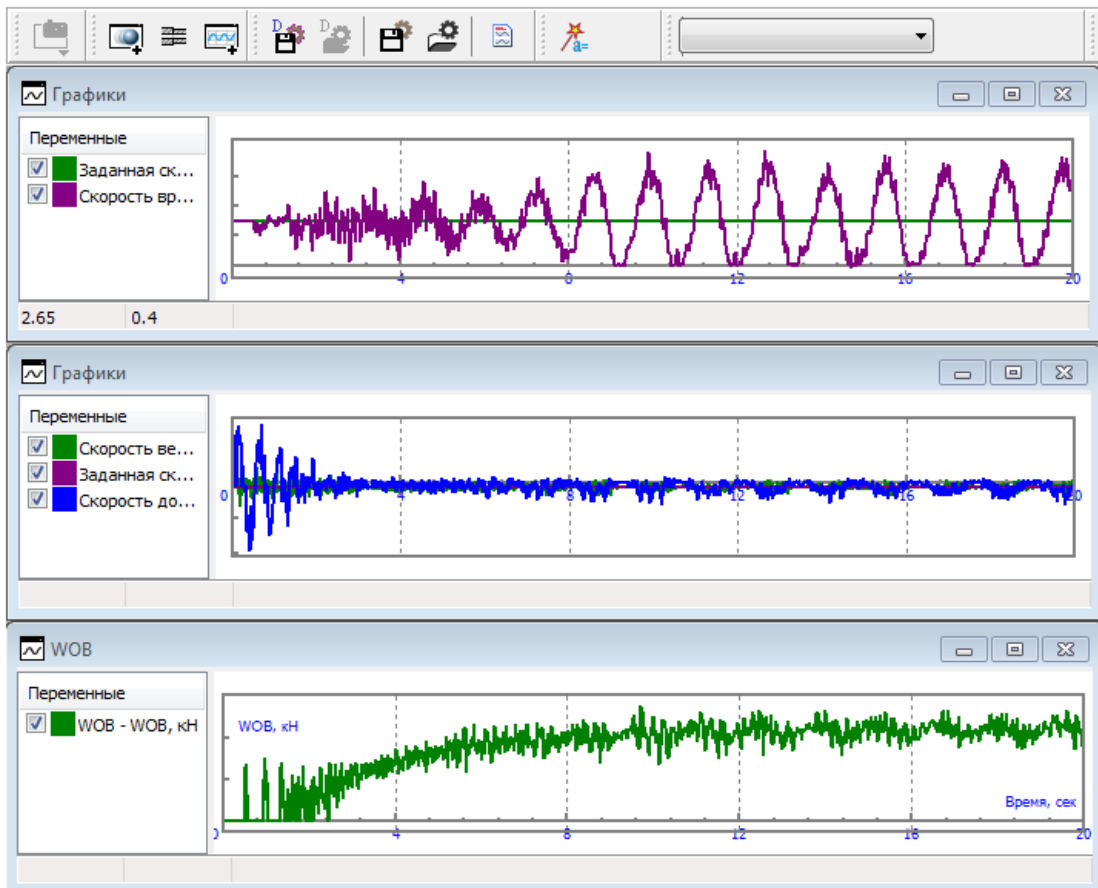 D
D
a=
Графики
Переменные
Заданная ск...
Скорость вр...
0
4
8
12
16
20
2.65 0.4
Графики
Переменные
Скорость ве...
Заданная ск...
Скорость до...
0
4
8
12
16
20
WOB
Переменные
WOB - WOB, кН
WOB, кН
Время, сек
0
4
8
12
16
20